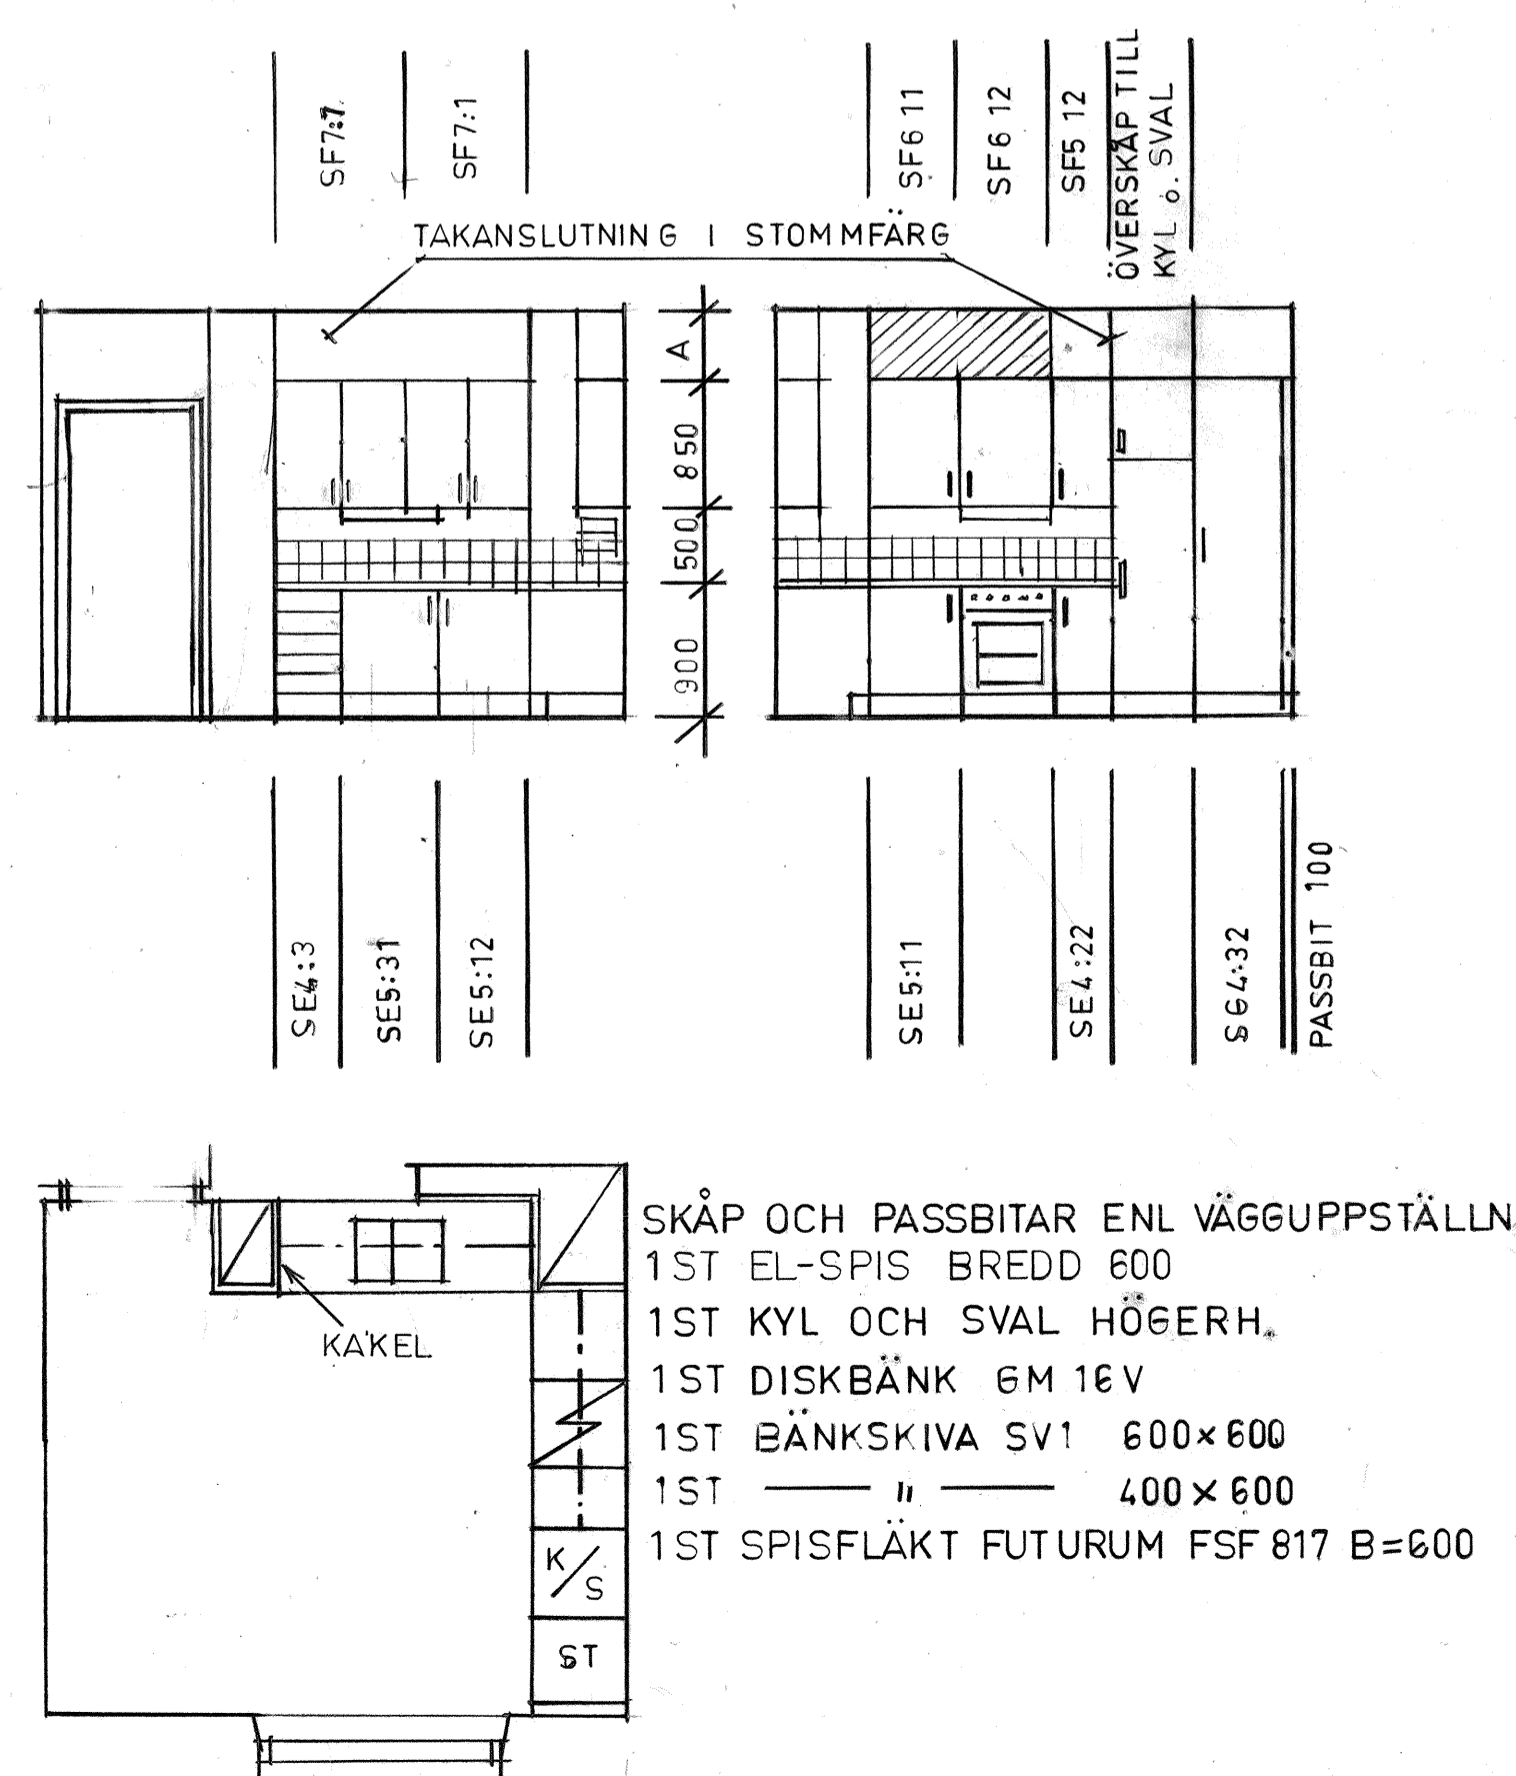 SF7:1
SF7:1
SF6 11
SF6 12
SF5 12
ÖVERSKÅP TILL
KYL o. SVAL
TAKANSLUTNING I STOMMFÄRG
A
850
500
900
SE4:3
SE5:31
SE5:12
SE5:11
SE4:22
SG4:32
PASSBIT 100
KAKEL
K/S
ST
SKÅP OCH PASSBITAR ENL VÄGGUPPSTÄLLN
1ST EL-SPIS BREDD 600
1ST KYL OCH SVAL HÖGERH.
1ST DISKBÄNK GM 16V
1ST BÄNKSKIVA SV1 600×600
1ST — " — 400×600
1ST SPISFLÄKT FUTURUM FSF 817 B=600